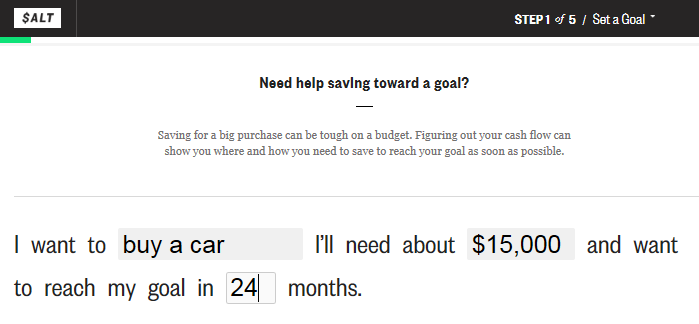 $ALT
STEP 1 of 5 / Set a Goal
Need help saving toward a goal?
Saving for a big purchase can be tough on a budget. Figuring out your cash flow can
show you where and how you need to save to reach your goal as soon as possible.
I want to buy a car I'll need about $15,000 and want
to reach my goal in 24 months.